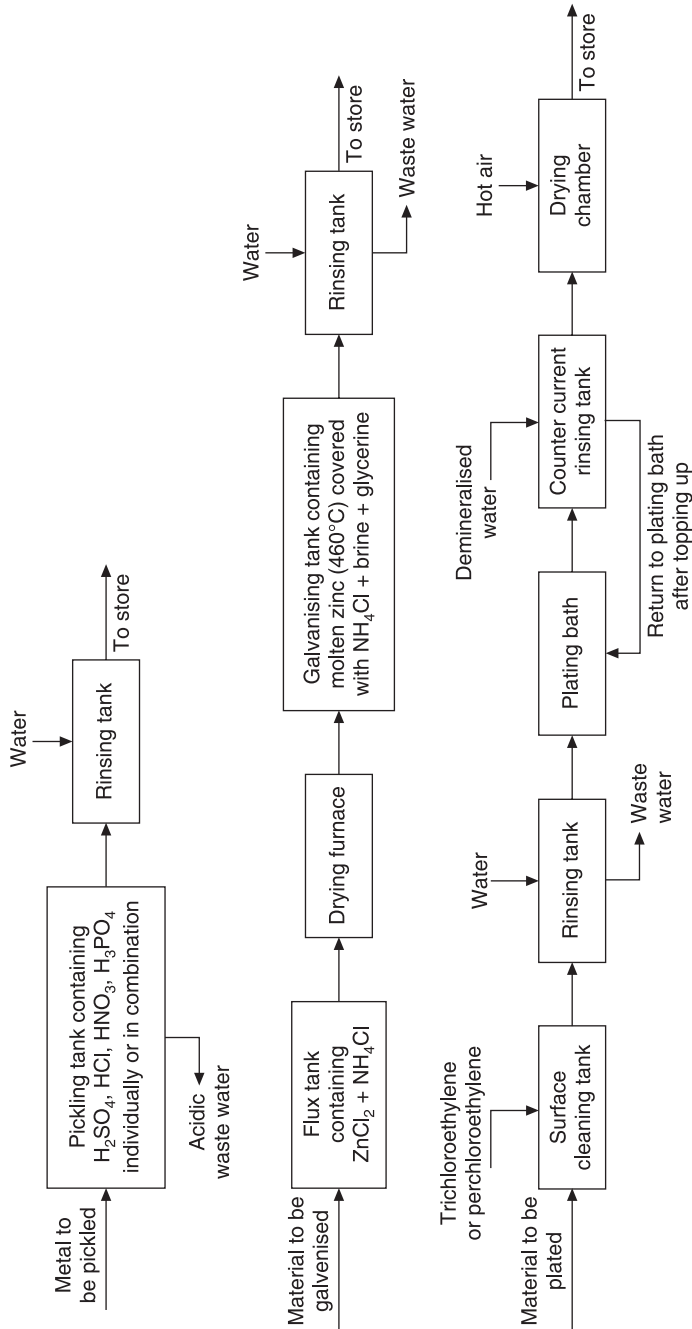 Metal to
be pickled
Pickling tank containing
H₂SO₄, HCl, HNO₃, H₃PO₄
individually or in combination
Acidic
waste water
Water
Rinsing tank
To store
Material to be
galvenised
Flux tank
containing
ZnCl₂ + NH₄Cl
Drying furnace
Galvanising tank containing
molten zinc (460°C) covered
with NH₄Cl + brine + glycerine
Water
Rinsing tank
To store
Waste water
Material to be
plated
Trichloroethylene
or perchloroethylene
Surface
cleaning tank
Water
Rinsing tank
Waste
water
Plating bath
Demineralised
water
Counter current
rinsing tank
Return to plating bath
after topping up
Hot air
Drying
chamber
To store